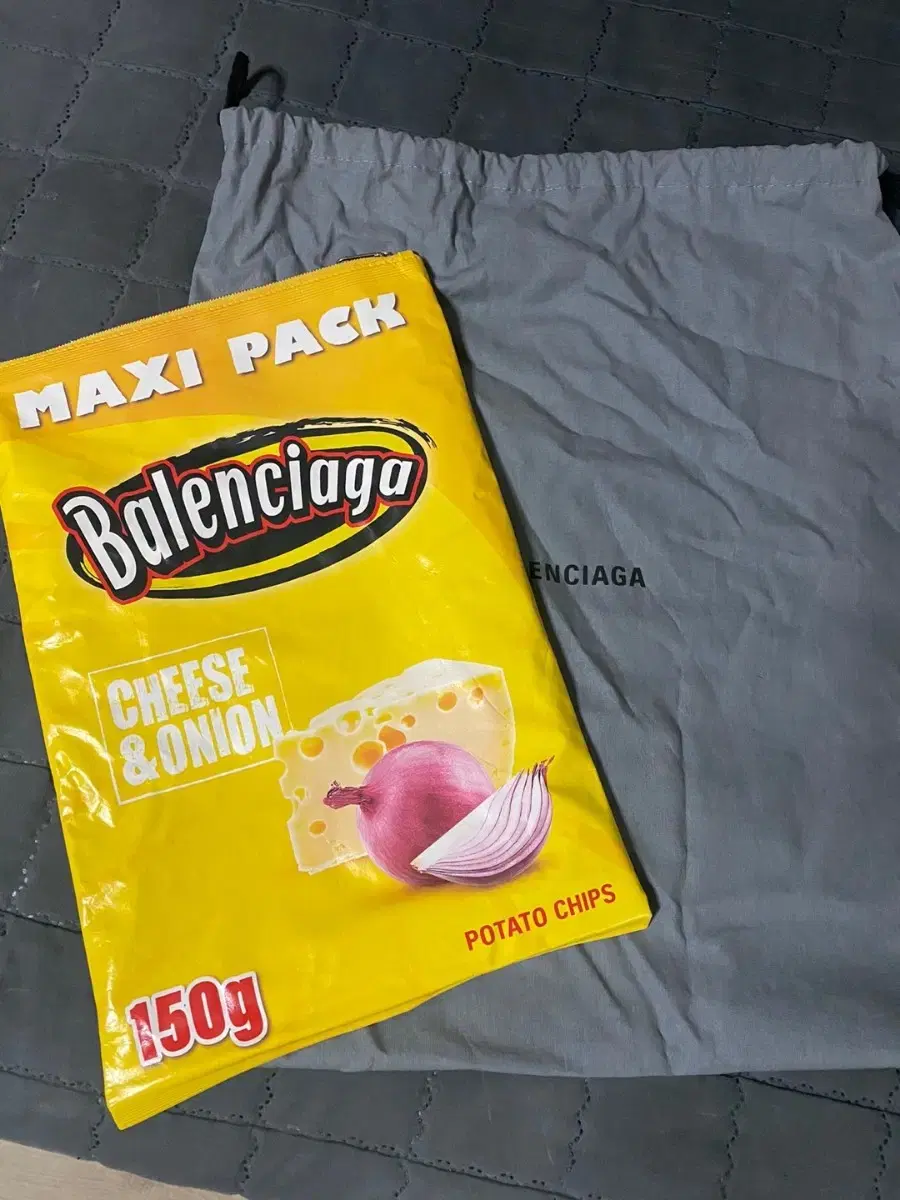 MAXI PACK
Balenciaga
CHEESE
&ONION
POTATO CHIPS
150g
ENCIAGA